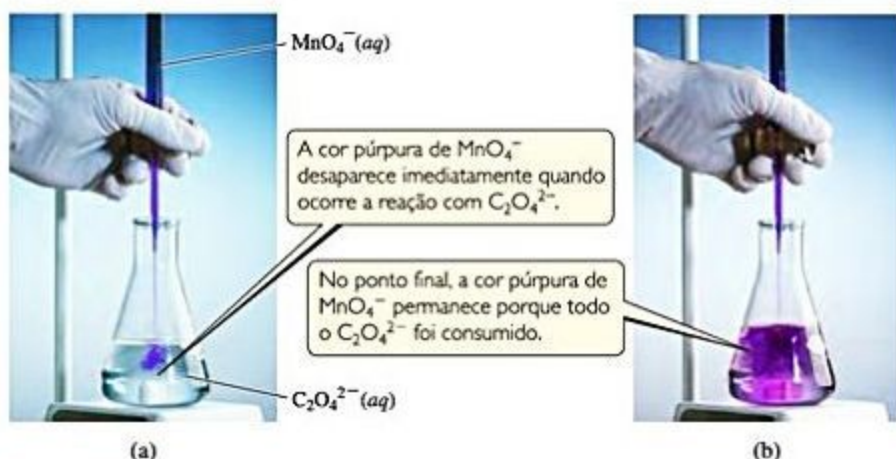 MnO₄⁻(aq)
A cor púrpura de MnO₄⁻
desaparece imediatamente quando
ocorre a reação com C₂O₄²⁻.
No ponto final, a cor púrpura de
MnO₄⁻ permanece porque todo
o C₂O₄²⁻ foi consumido.
C₂O₄²⁻(aq)
(a)
(b)